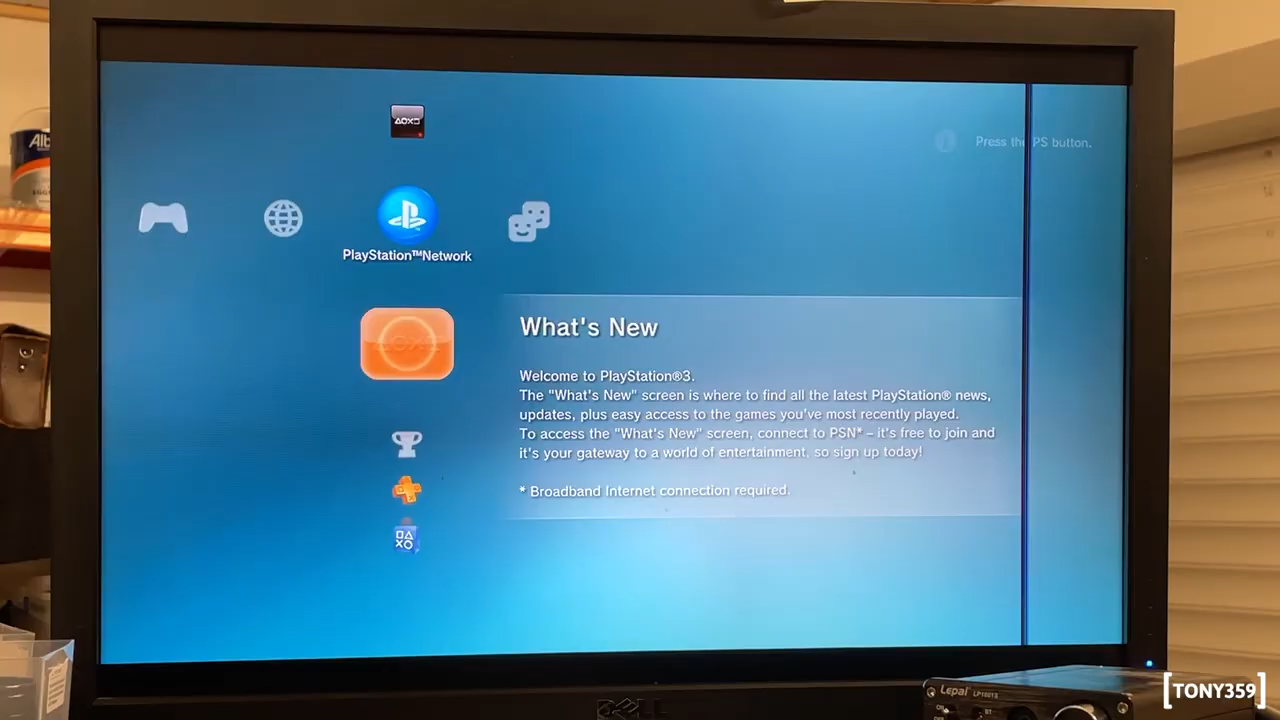 Alb
Press the PS button.
PlayStation™Network
What's New
Welcome to PlayStation®3.
The "What's New" screen is where to find all the latest PlayStation® news,
updates, plus easy access to the games you've most recently played.
To access the "What's New" screen, connect to PSN* – it's free to join and
it's your gateway to a world of entertainment, so sign up today!
* Broadband Internet connection required.
DELL
Lepai
[TONY359]